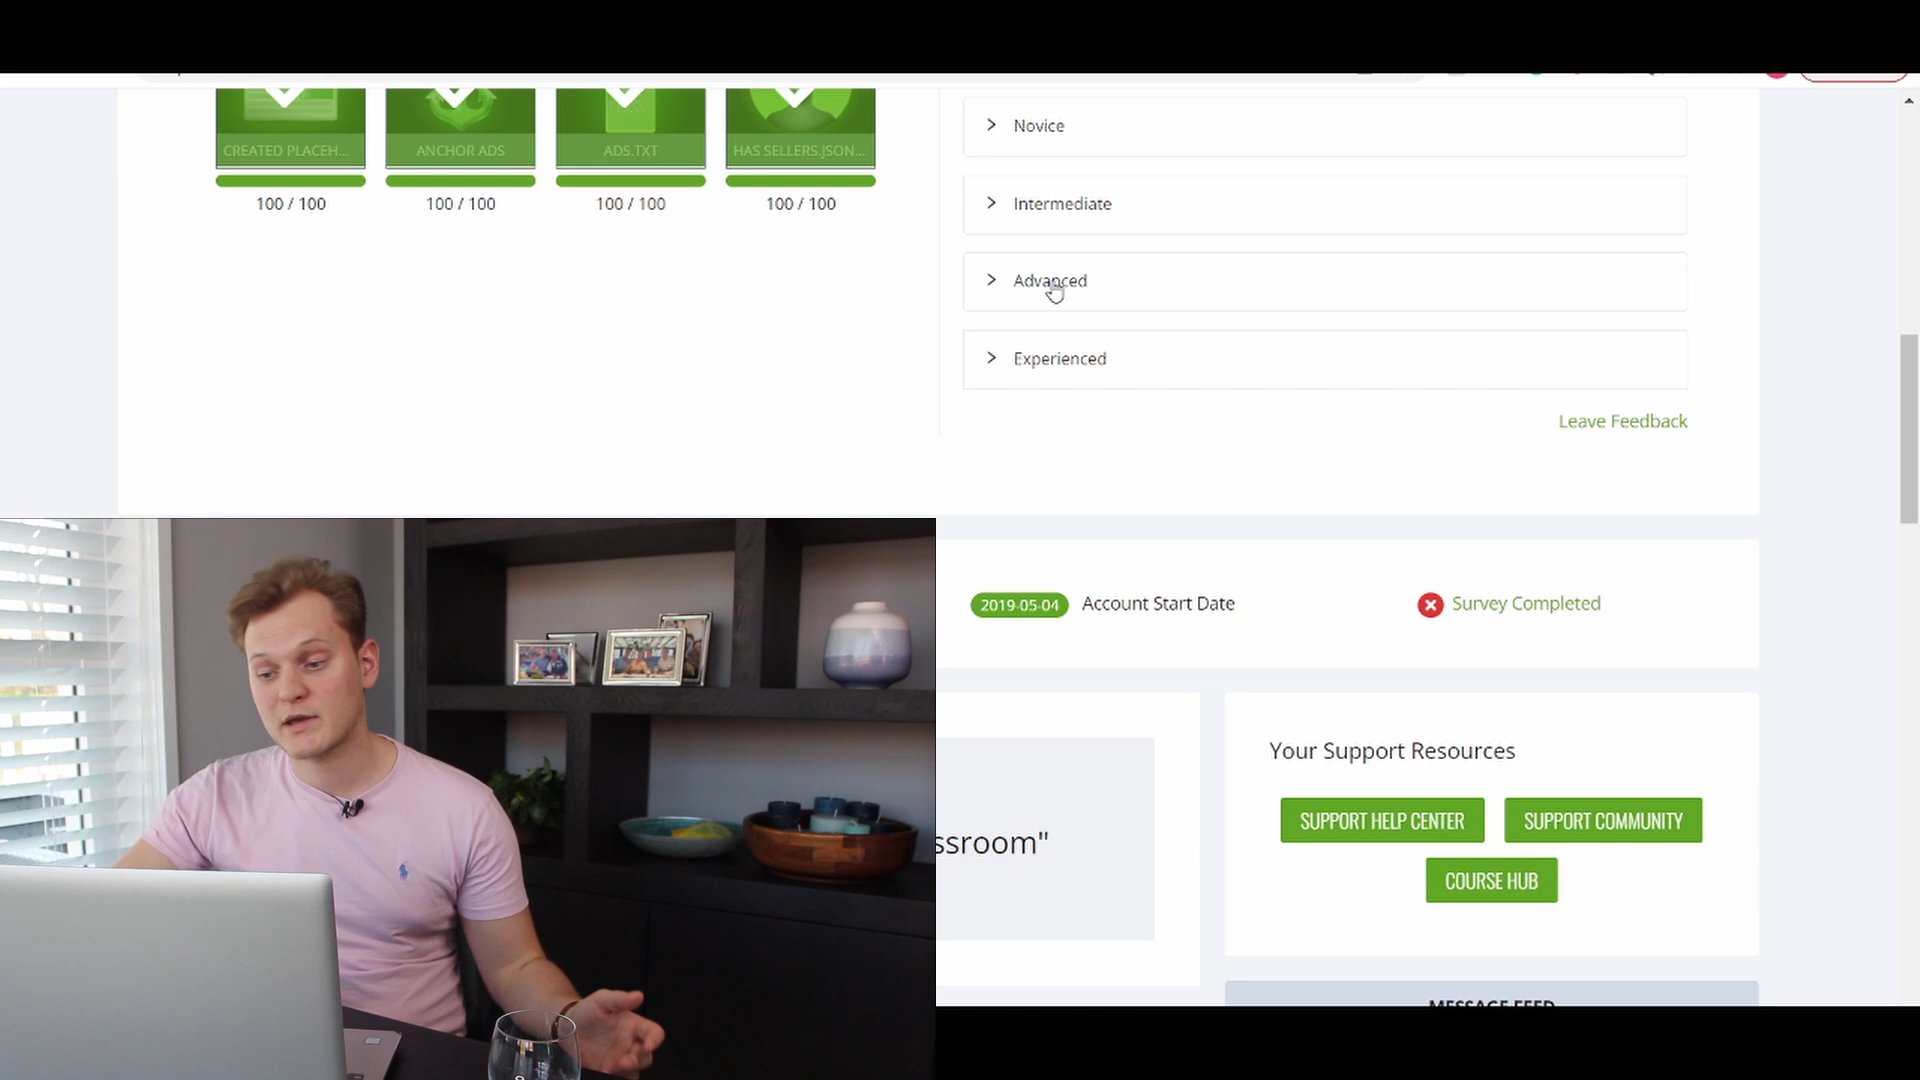 CREATED PLACEH...
ANCHOR ADS
ADS.TXT
HAS SELLERS.JSON...
100 / 100
100 / 100
100 / 100
100 / 100
Novice
Intermediate
Advanced
Experienced
Leave Feedback
2019-05-04
Account Start Date
Survey Completed
ssroom"
Your Support Resources
SUPPORT HELP CENTER
SUPPORT COMMUNITY
COURSE HUB
MESSAGE FEED